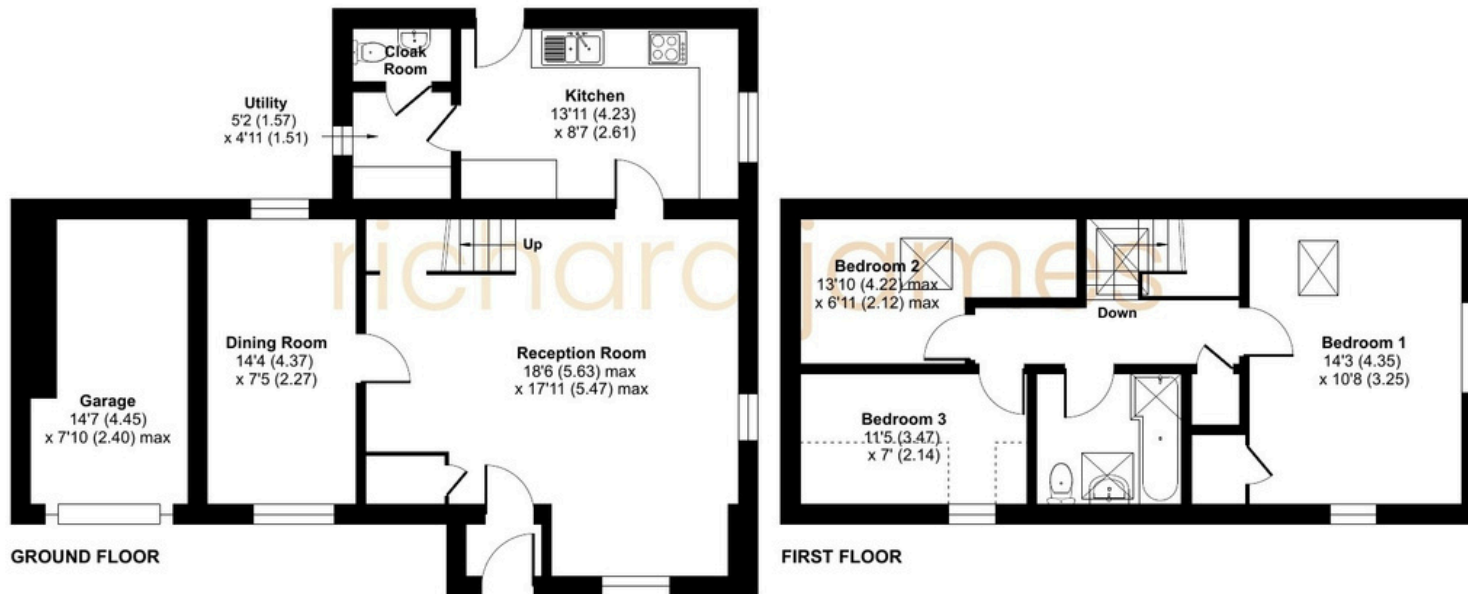 Cloak
Room
Utility
5'2 (1.57)
x 4'11 (1.51)
Kitchen
13'11 (4.23)
x 8'7 (2.61)
Up
Dining Room
14'4 (4.37)
x 7'5 (2.27)
Reception Room
18'6 (5.63) max
x 17'11 (5.47) max
Garage
14'7 (4.45)
x 7'10 (2.40) max
GROUND FLOOR
richard james
Bedroom 2
13'10 (4.22) max
x 6'11 (2.12) max
Down
Bedroom 1
14'3 (4.35)
x 10'8 (3.25)
Bedroom 3
11'5 (3.47)
x 7' (2.14)
FIRST FLOOR